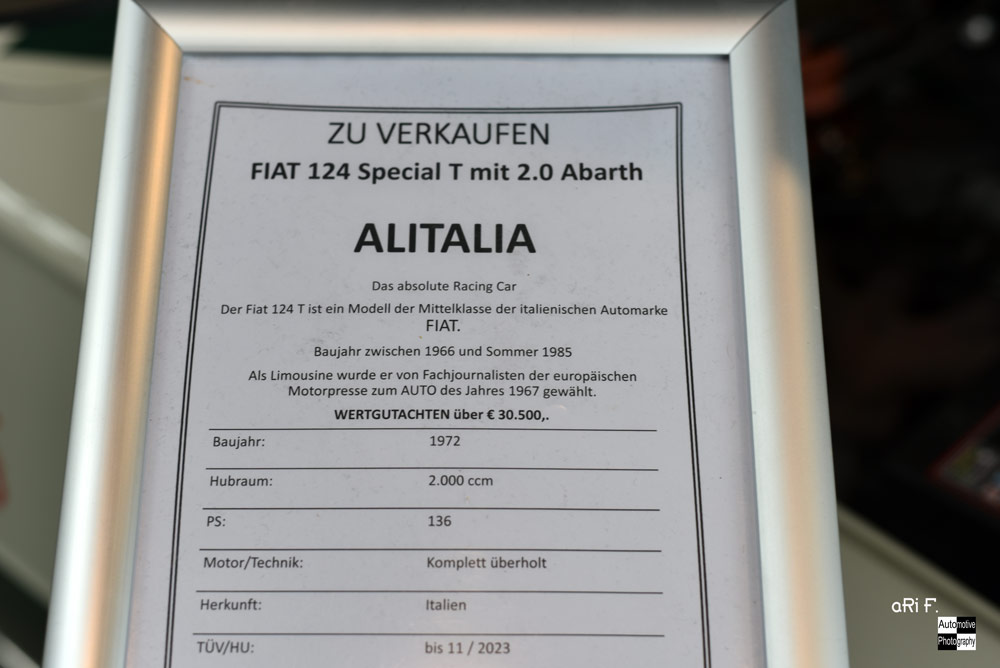 ZU VERKAUFEN
FIAT 124 Special T mit 2.0 Abarth
ALITALIA
Das absolute Racing Car
Der Fiat 124 T ist ein Modell der Mittelklasse der italienischen Automarke
FIAT.
Baujahr zwischen 1966 und Sommer 1985
Als Limousine wurde er von Fachjournalisten der europäischen
Motorpresse zum AUTO des Jahres 1967 gewählt.
WERTGUTACHTEN über € 30.500,.
Baujahr: 1972
Hubraum: 2.000 ccm
PS: 136
Motor/Technik: Komplett überholt
Herkunft: Italien
TÜV/HU: bis 11 / 2023
aRi F.
Automotive
Photography